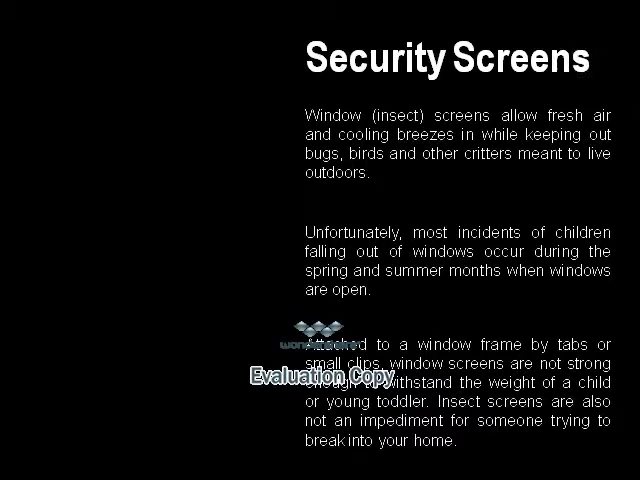 Security Screens
Window (insect) screens allow fresh air
and cooling breezes in while keeping out
bugs, birds and other critters meant to live
outdoors.
Unfortunately, most incidents of children
falling out of windows occur during the
spring and summer months when windows
are open.
Attached to a window frame by tabs or
small clips, window screens are not strong
Evaluation Copy
enough to withstand the weight of a child
or young toddler. Insect screens are also
not an impediment for someone trying to
break into your home.